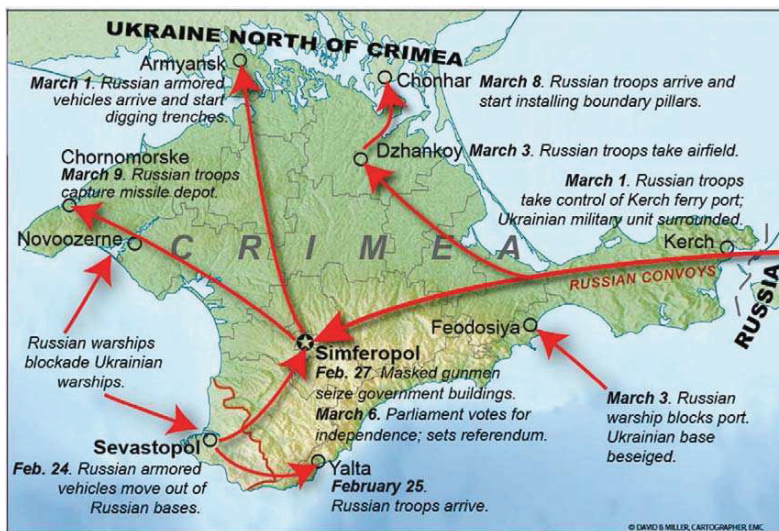 UKRAINE NORTH OF CRIMEA
Armyansk
March 1. Russian armored
vehicles arrive and start
digging trenches.
Chonhar
March 8. Russian troops arrive and
start installing boundary pillars.
Dzhankoy
March 3. Russian troops take airfield.
Chornomorske
March 9. Russian troops
capture missile depot.
March 1. Russian troops
take control of Kerch ferry port;
Ukrainian military unit surrounded.
Novoozerne
Kerch
CRIMEA
RUSSIAN CONVOYS
RUSSIA
Russian warships
blockade Ukrainian
warships.
Simferopol
Feb. 27. Masked gunmen
seize government buildings.
March 6. Parliament votes for
independence; sets referendum.
Feodosiya
March 3. Russian
warship blocks port.
Ukrainian base
beseiged.
Sevastopol
Feb. 24. Russian armored
vehicles move out of
Russian bases.
Yalta
February 25.
Russian troops arrive.
© DAVID B MILLER, CARTOGRAPHER, EMC